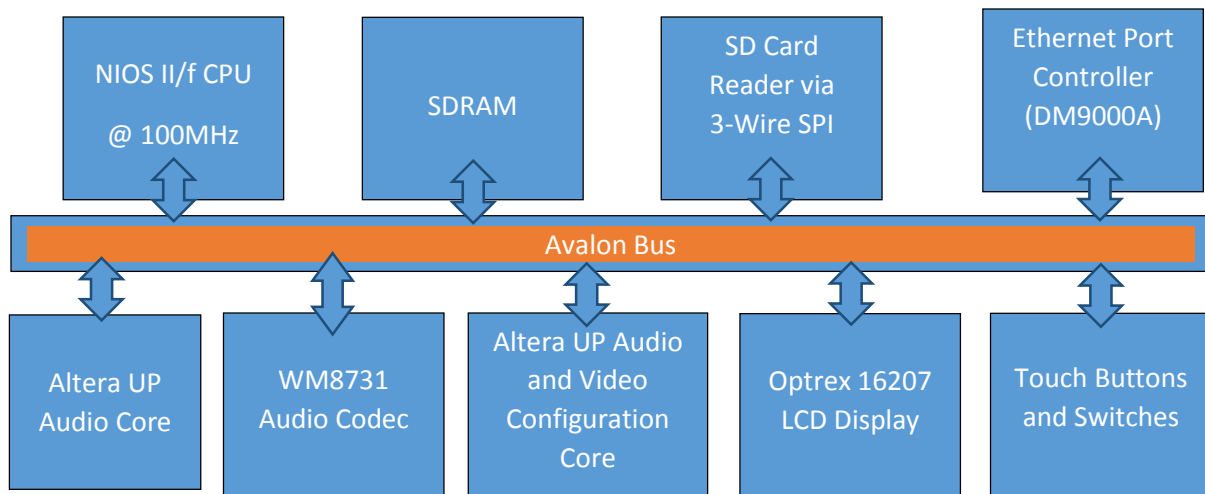 NIOS II/f CPU
@ 100MHz
SDRAM
SD Card
Reader via
3-Wire SPI
Ethernet Port
Controller
(DM9000A)
Avalon Bus
Altera UP
Audio Core
WM8731
Audio Codec
Altera UP Audio
and Video
Configuration
Core
Optrex 16207
LCD Display
Touch Buttons
and Switches